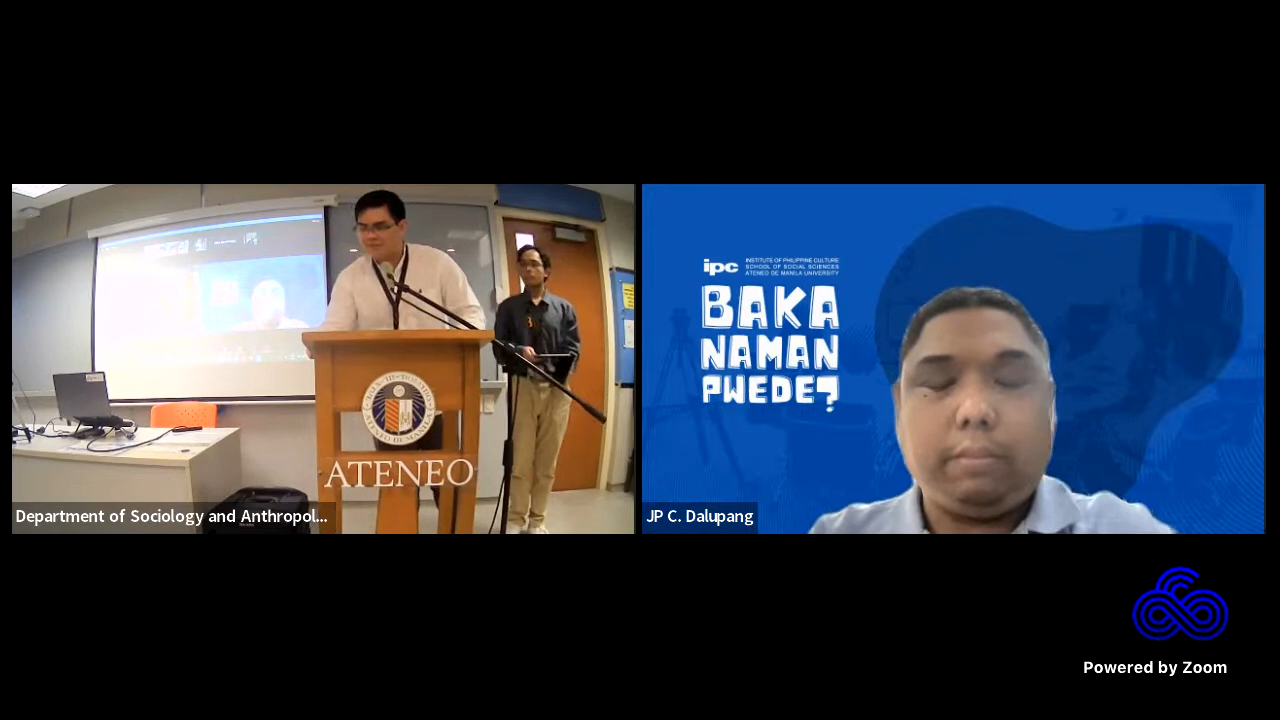 ATENEO
Department of Sociology and Anthropol...
ipc
INSTITUTE OF PHILIPPINE CULTURE
SCHOOL OF SOCIAL SCIENCES
ATENEO DE MANILA UNIVERSITY
BAKA
NAMAN
PWEDE?
JP C. Dalupang
Powered by Zoom